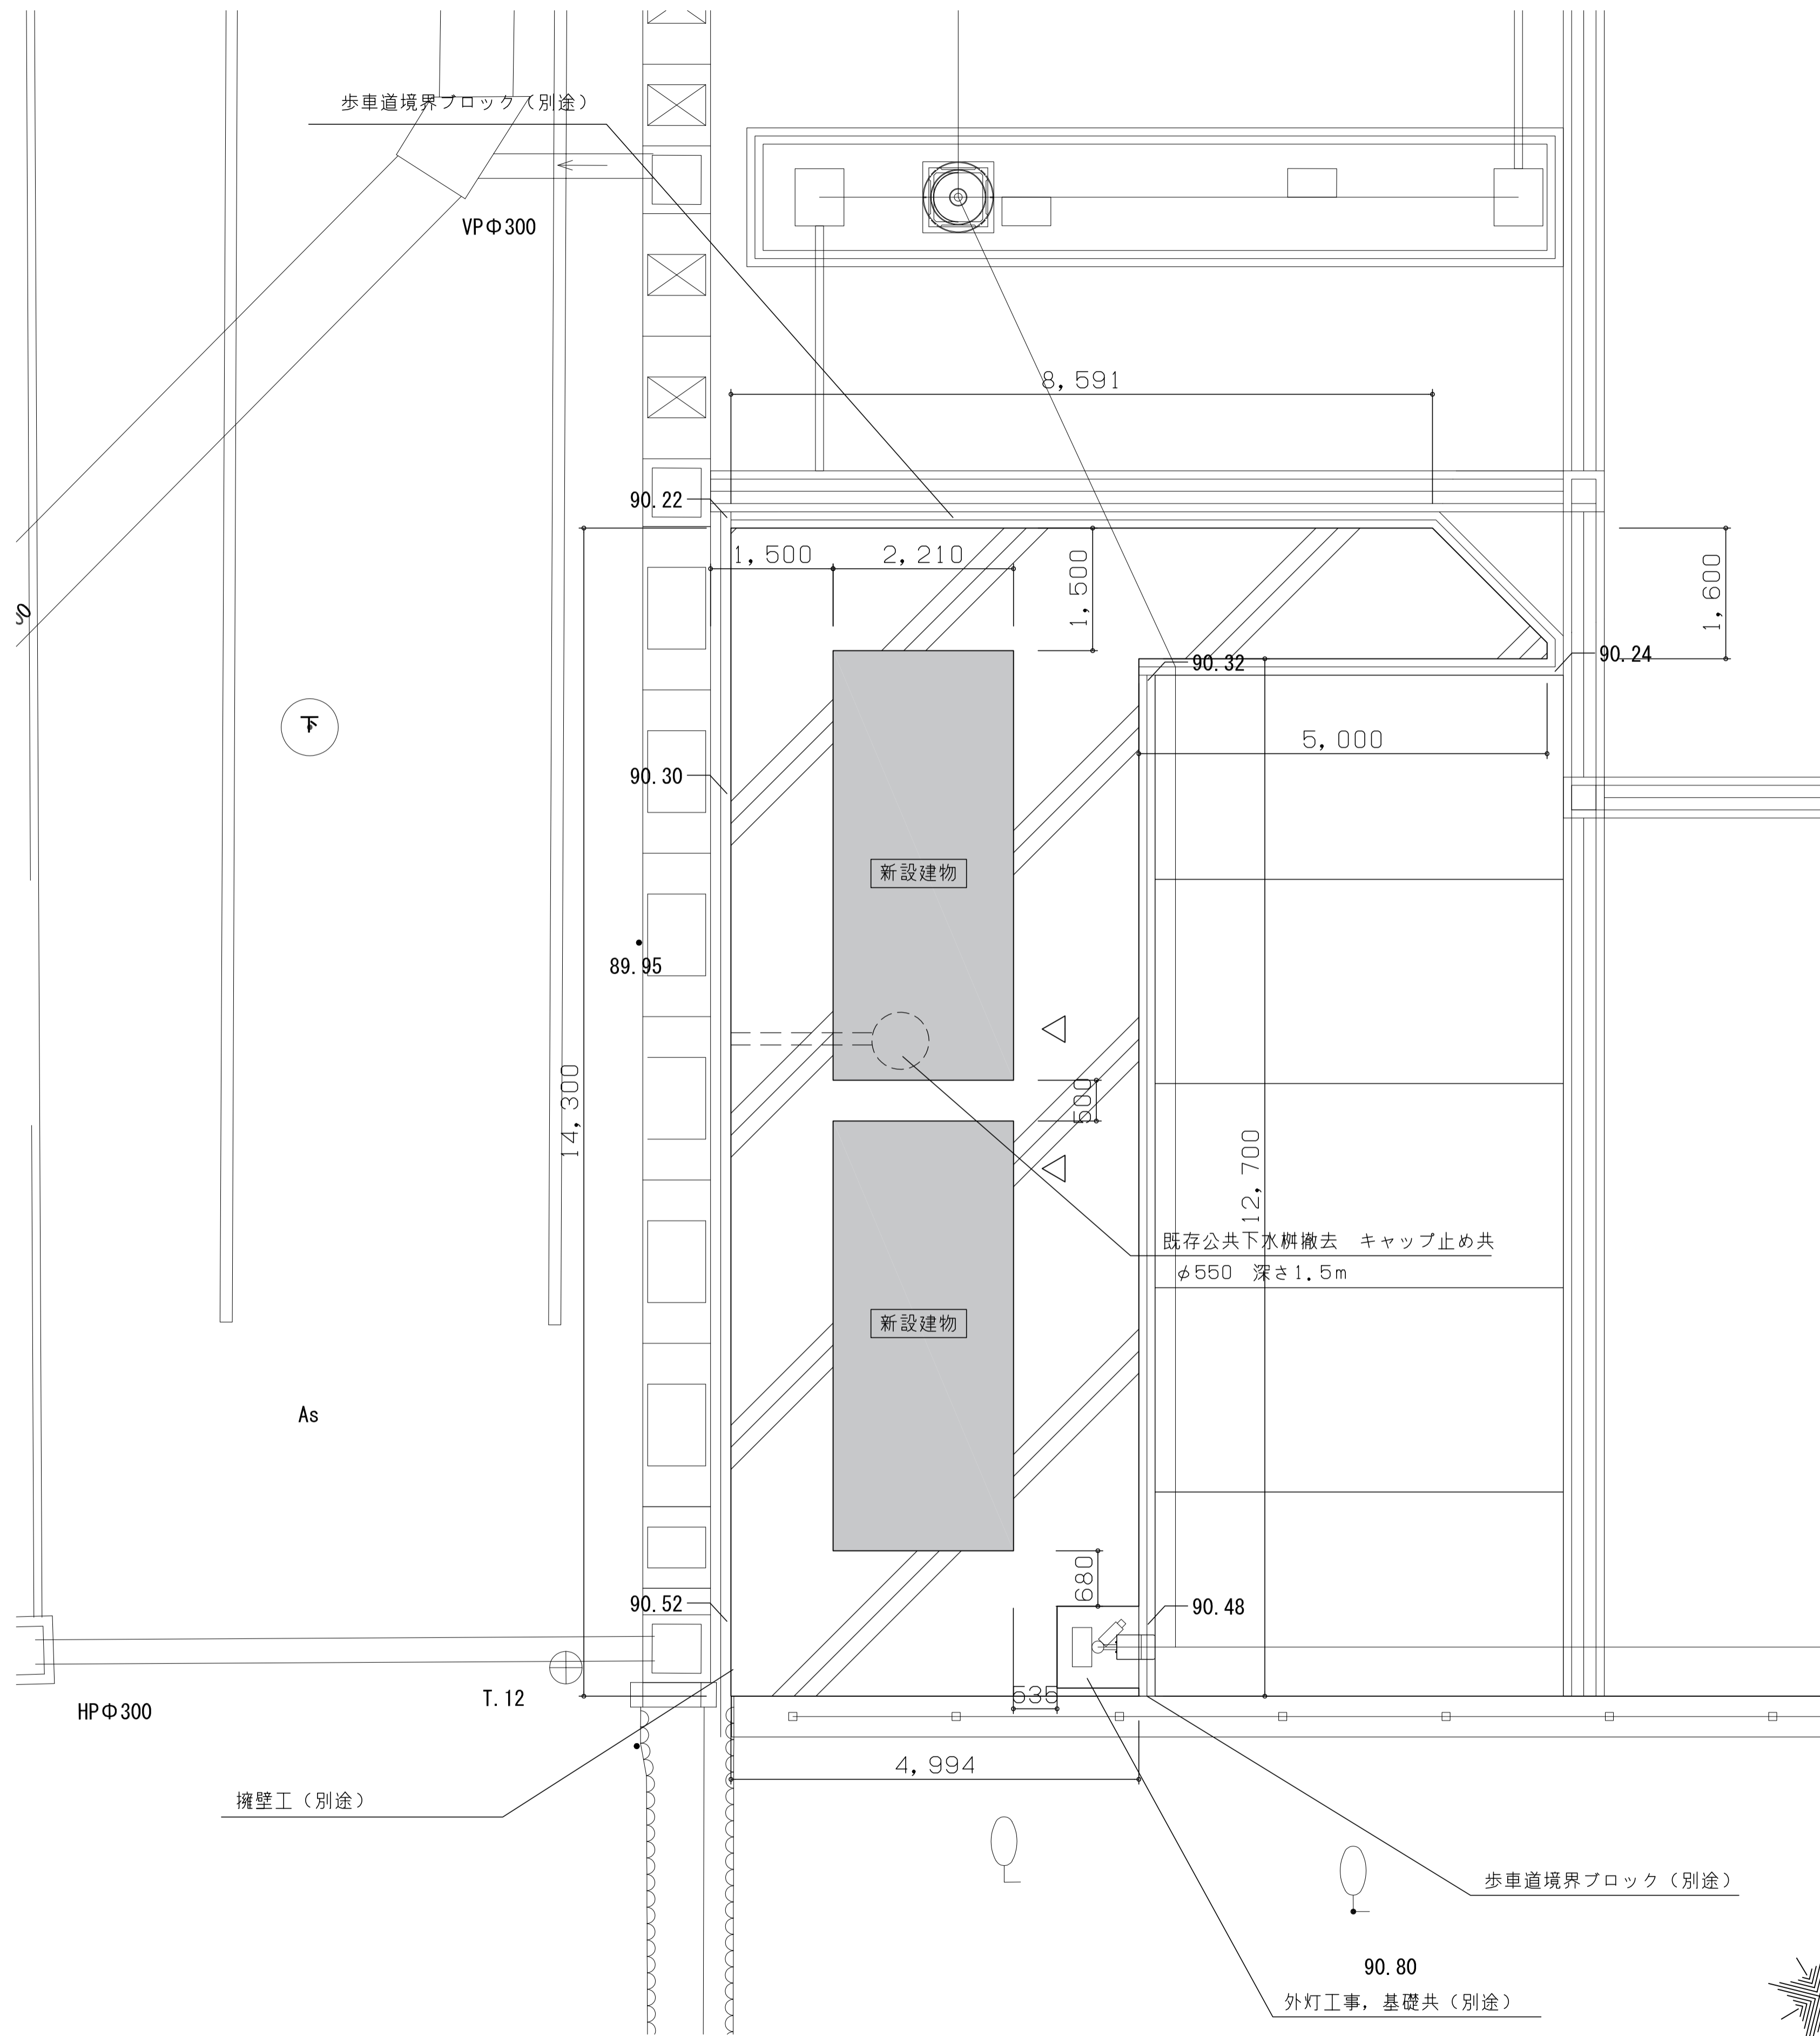 歩車道境界ブロック（別途）
VPΦ300
8,591
90.22
1,500
2,210
1,500
1,600
90.32
90.24
5,000
下
90.30
新設建物
89.95
14,300
500
12,700
既存公共下水桝撤去　キャップ止め共
φ550　深さ1.5m
新設建物
As
680
90.52
90.48
535
T.12
HPΦ300
4,994
擁壁工（別途）
歩車道境界ブロック（別途）
90.80
外灯工事，基礎共（別途）